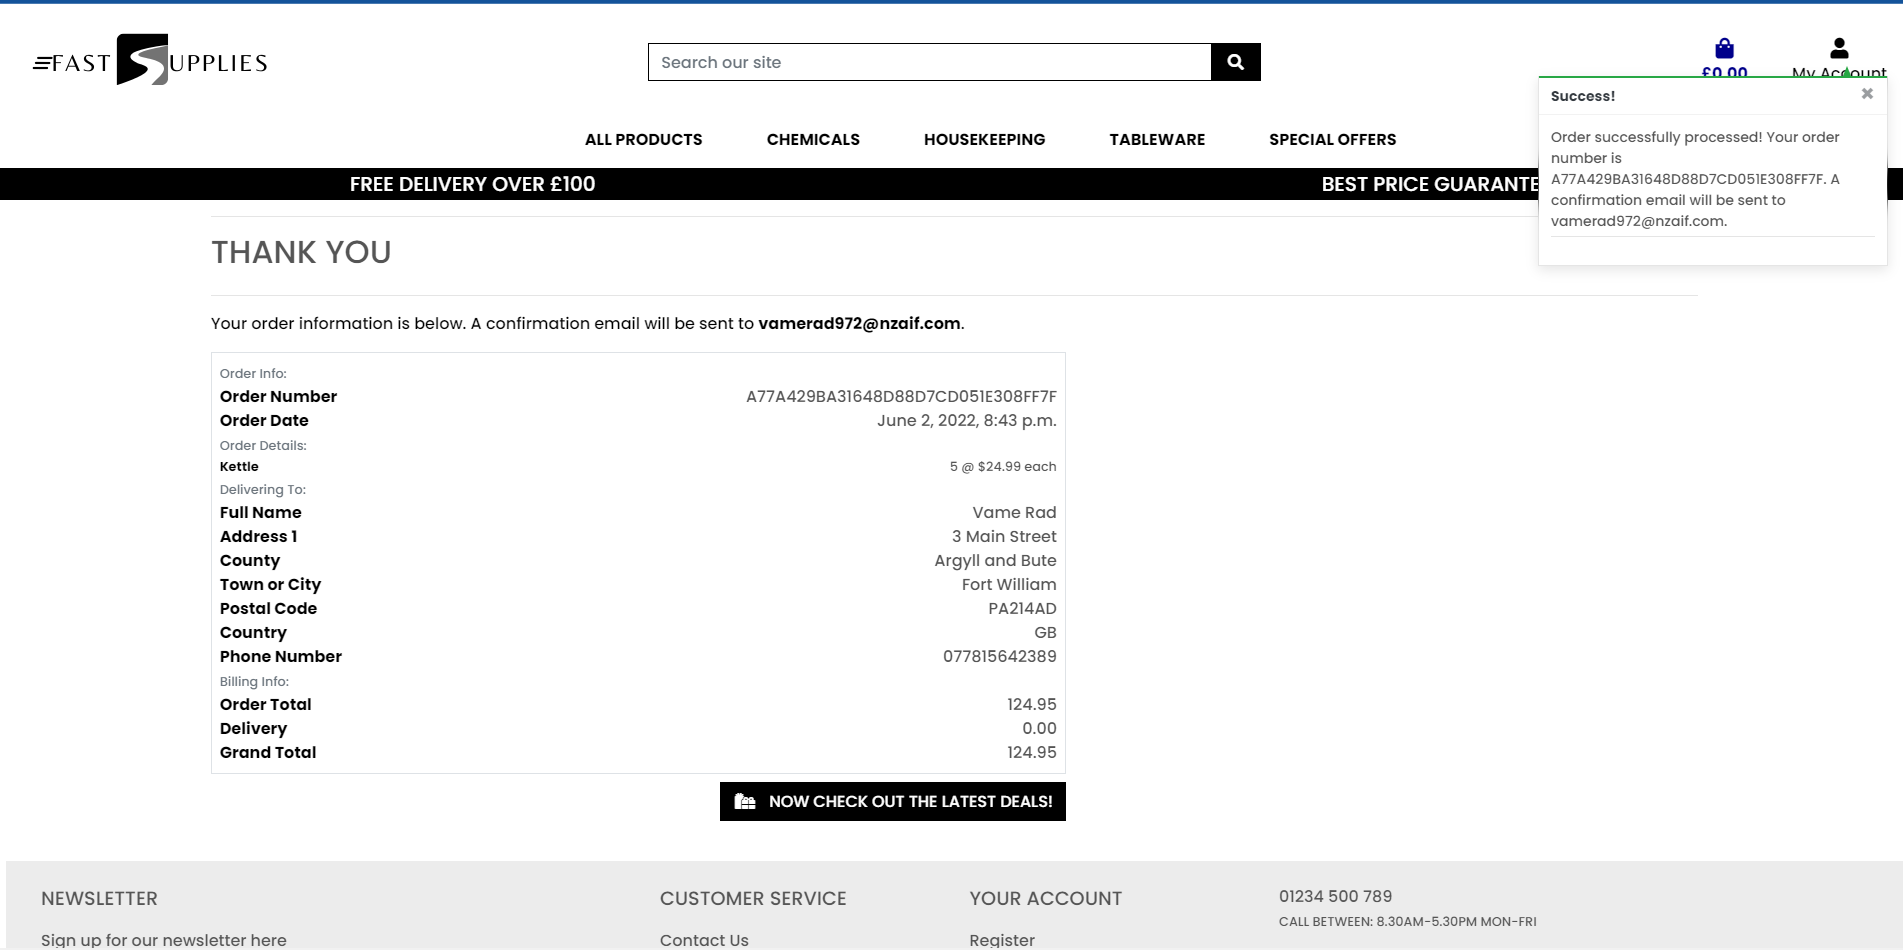 FAST SUPPLIES
Search our site
£0.00
My Account
ALL PRODUCTS
CHEMICALS
HOUSEKEEPING
TABLEWARE
SPECIAL OFFERS
Success!
Order successfully processed! Your order
number is
A77A429BA31648D88D7CD051E308FF7F. A
confirmation email will be sent to
vamerad972@nzaif.com.
FREE DELIVERY OVER £100
BEST PRICE GUARANTE
THANK YOU
Your order information is below. A confirmation email will be sent to vamerad972@nzaif.com.
Order Info:
Order Number A77A429BA31648D88D7CD051E308FF7F
Order Date June 2, 2022, 8:43 p.m.
Order Details:
Kettle 5 @ $24.99 each
Delivering To:
Full Name Vame Rad
Address 1 3 Main Street
County Argyll and Bute
Town or City Fort William
Postal Code PA214AD
Country GB
Phone Number 077815642389
Billing Info:
Order Total 124.95
Delivery 0.00
Grand Total 124.95
NOW CHECK OUT THE LATEST DEALS!
NEWSLETTER
Sign up for our newsletter here
CUSTOMER SERVICE
Contact Us
YOUR ACCOUNT
Register
01234 500 789
CALL BETWEEN: 8.30AM-5.30PM MON-FRI